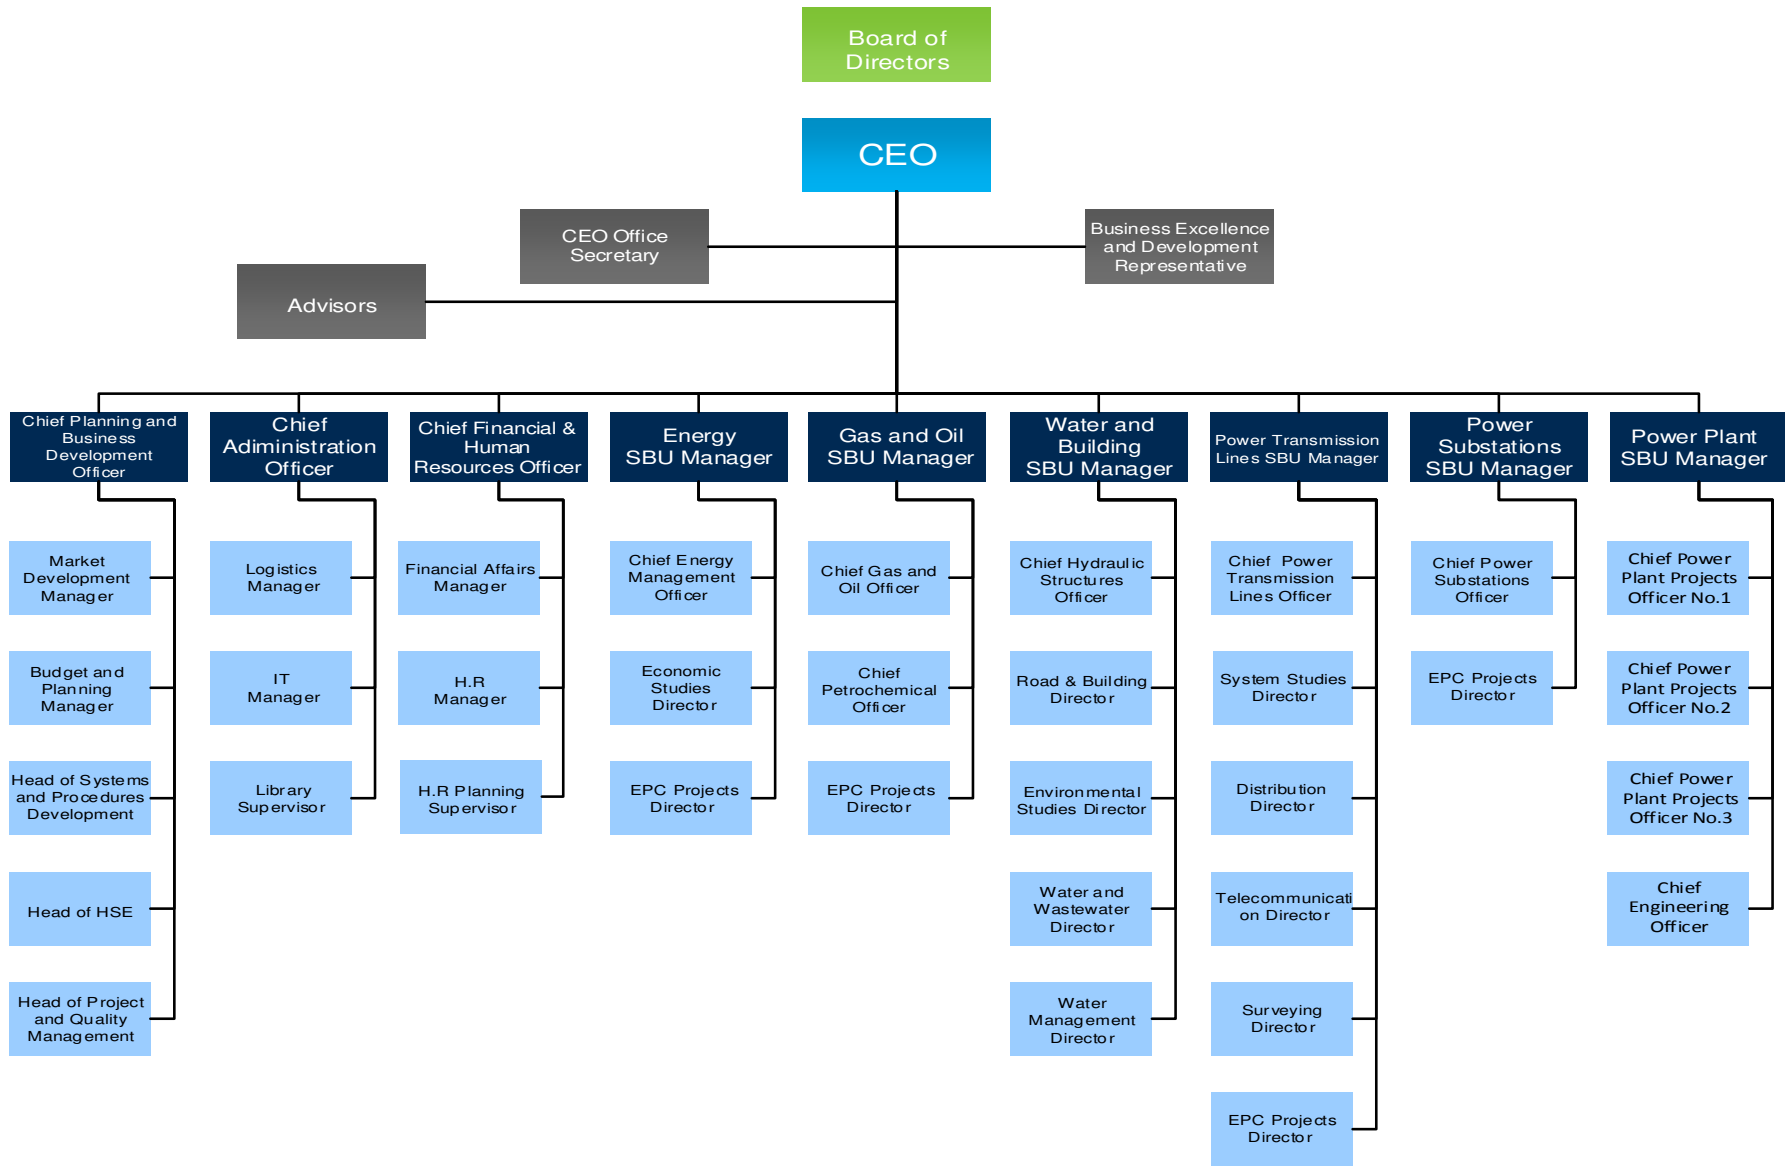 Board of
Directors
CEO
CEO Office
Secretary
Business Excellence
and Development
Representative
Advisors
Chief Planning and
Business
Development
Officer
Chief
Adiministration
Officer
Chief Financial &
Human
Resources Officer
Energy
SBU Manager
Gas and Oil
SBU Manager
Water and
Building
SBU Manager
Power Transmission
Lines SBU Manager
Power
Substations
SBU Manager
Power Plant
SBU Manager
Market
Development
Manager
Logistics
Manager
Financial Affairs
Manager
Chief Energy
Management
Officer
Chief Gas and
Oil Officer
Chief Hydraulic
Structures
Officer
Chief Power
Transmission
Lines Officer
Chief Power
Substations
Officer
Chief Power
Plant Projects
Officer No.1
Budget and
Planning
Manager
IT
Manager
H.R
Manager
Economic
Studies
Director
Chief
Petrochemical
Officer
Road & Building
Director
System Studies
Director
EPC Projects
Director
Chief Power
Plant Projects
Officer No.2
Head of Systems
and Procedures
Development
Library
Supervisor
H.R Planning
Supervisor
EPC Projects
Director
EPC Projects
Director
Environmental
Studies Director
Distribution
Director
Chief Power
Plant Projects
Officer No.3
Head of HSE
Water and
Wastewater
Director
Telecommunicati
on Director
Chief
Engineering
Officer
Head of Project
and Quality
Management
Water
Management
Director
Surveying
Director
EPC Projects
Director